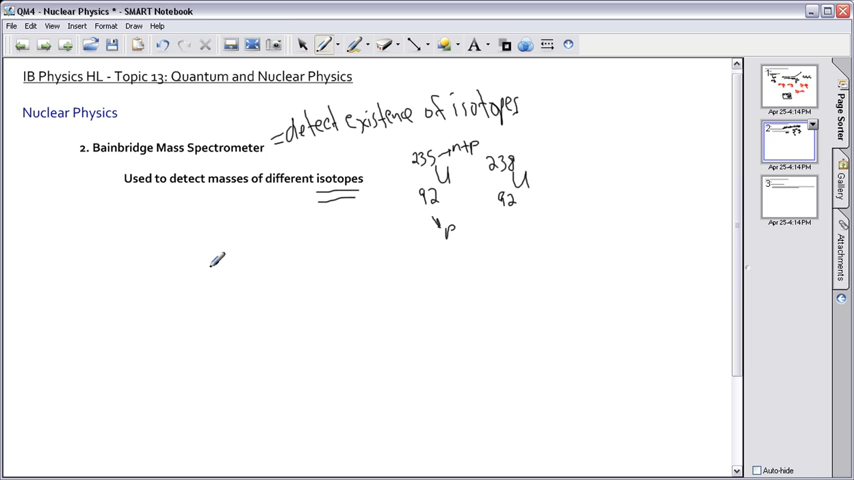 QM4 - Nuclear Physics * - SMART Notebook
File Edit View Insert Format Draw Help
IB Physics HL - Topic 13: Quantum and Nuclear Physics
Nuclear Physics
= detect existence of isotopes
2. Bainbridge Mass Spectrometer
Used to detect masses of different isotopes
235 → n+p
U
92
p
238
U
92
1
2
Apr 25-4:14 PM
3
Apr 25-4:14 PM
Apr 25-4:14 PM
Page Sorter
Gallery
Attachments
Auto-hide